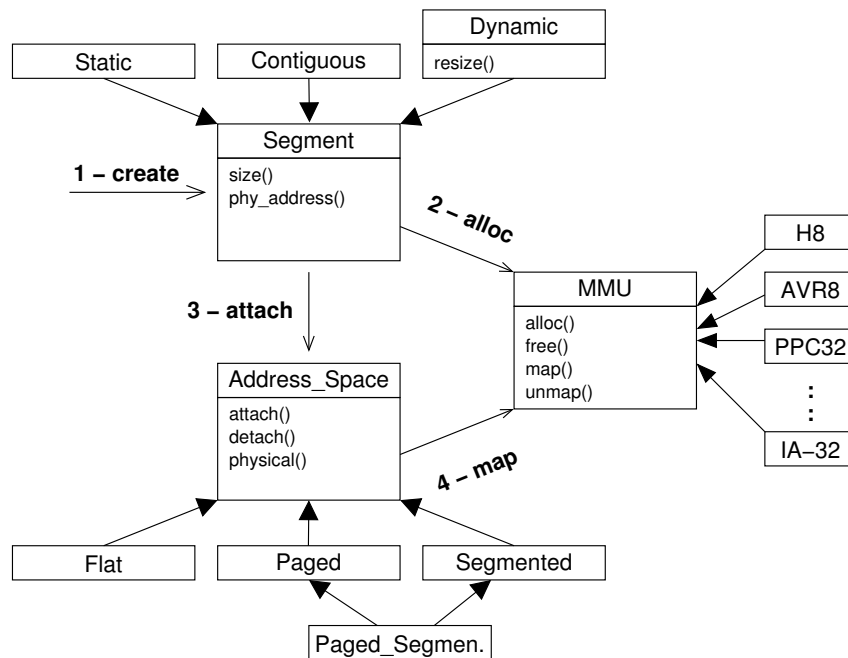 Dynamic
resize()
Static
Contiguous
Segment
size()
phy_address()
1 – create
2 – alloc
3 – attach
MMU
alloc()
free()
map()
unmap()
H8
AVR8
PPC32
:
:
IA–32
Address_Space
attach()
detach()
physical()
4 – map
Flat
Paged
Segmented
Paged_Segmen.